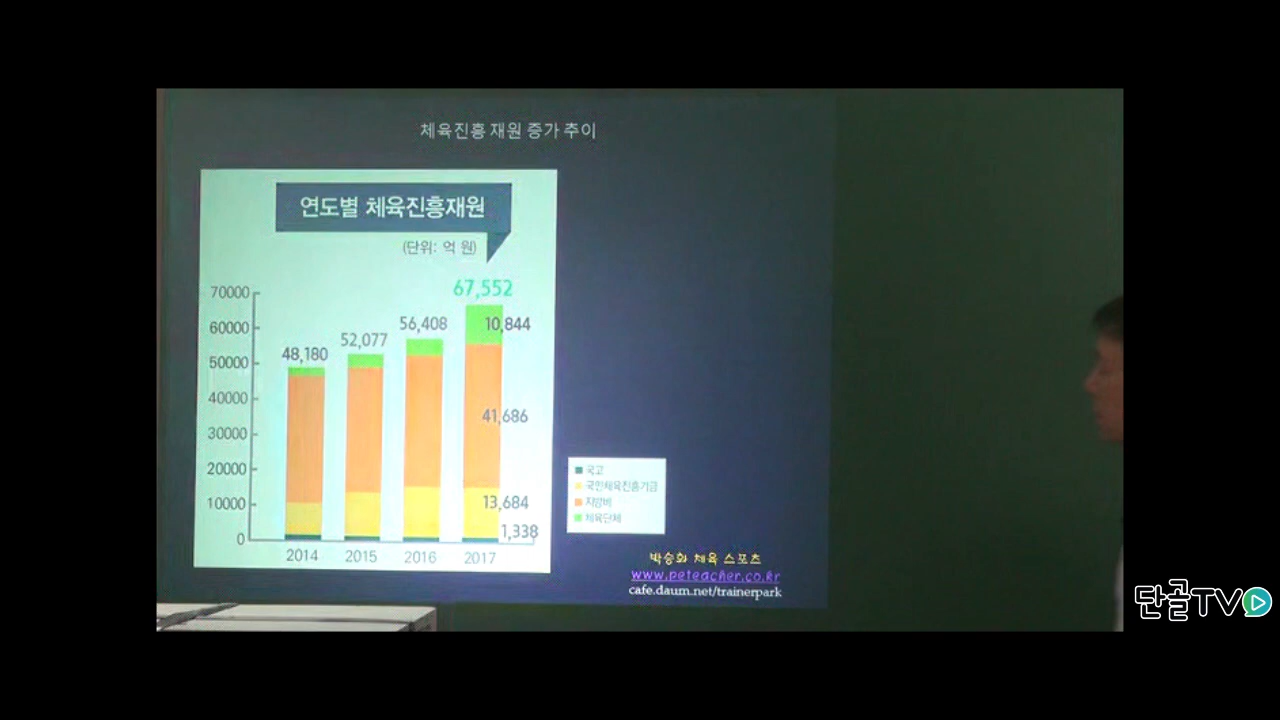 체육진흥 재원 증가 추이
연도별 체육진흥재원
(단위: 억 원)
67,552
70000
60000
50000
40000
30000
20000
10000
0
48,180
52,077
56,408
10,844
41,686
13,684
1,338
2014 2015 2016 2017
국고
국민체육진흥기금
지방비
체육단체
박승화 체육 스포츠
www.peteacher.co.kr
cafe.daum.net/trainerpark
단골TV